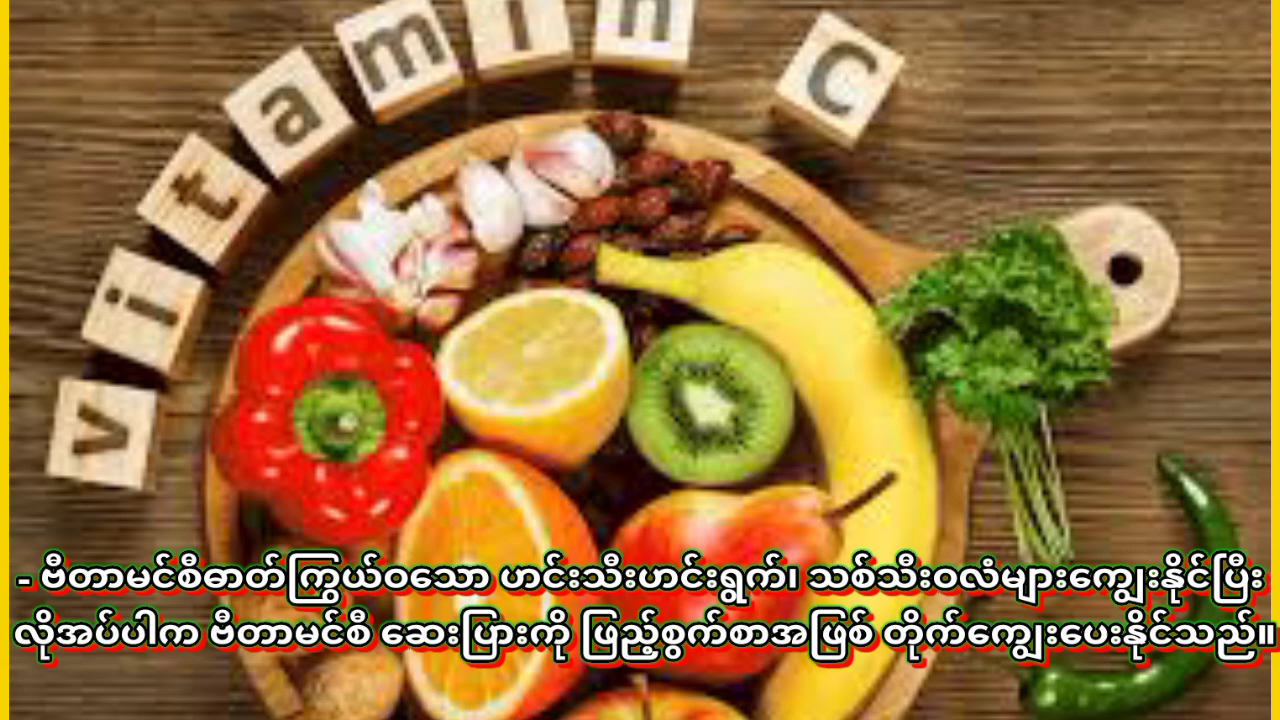 vitamin C
- ဗီတာမင်စီဓာတ်ကြွယ်ဝသော ဟင်းသီးဟင်းရွက်၊ သစ်သီးဝလံများကျွေးနိုင်ပြီး
လိုအပ်ပါက ဗီတာမင်စီ ဆေးပြားကို ဖြည့်စွက်စာအဖြစ် တိုက်ကျွေးပေးနိုင်သည်။